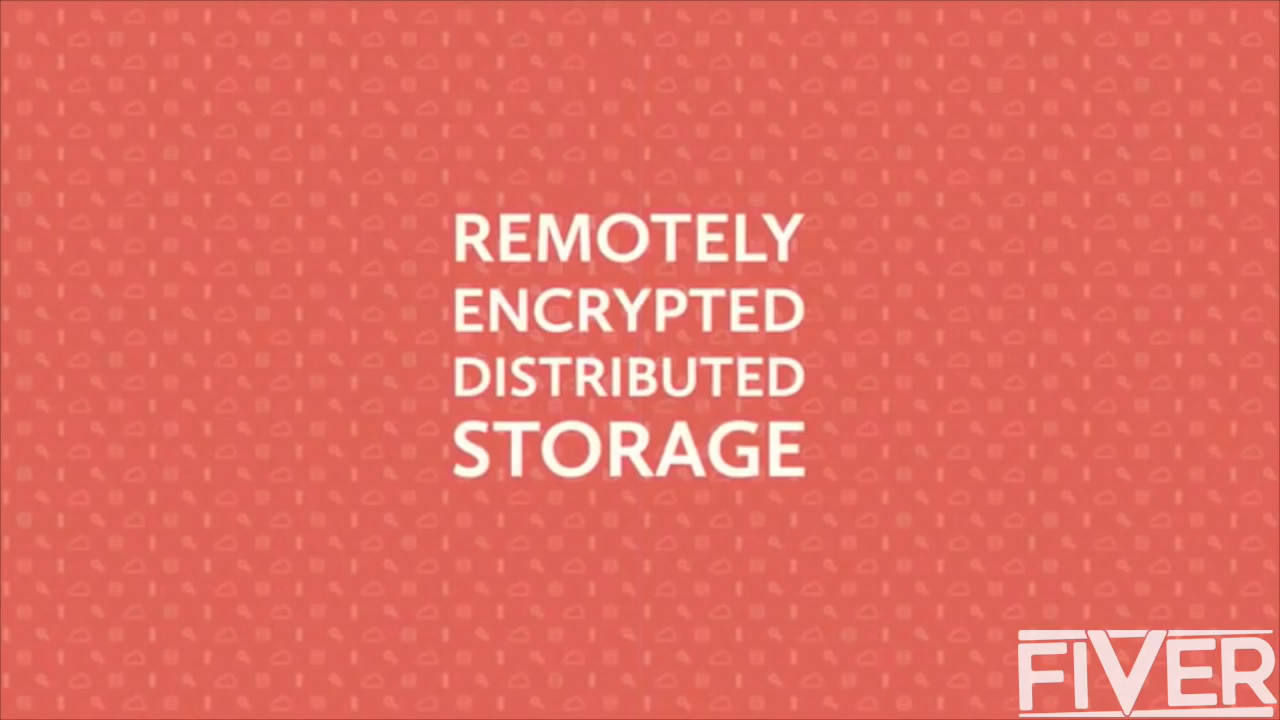 REMOTELY
ENCRYPTED
DISTRIBUTED
STORAGE
FIVER